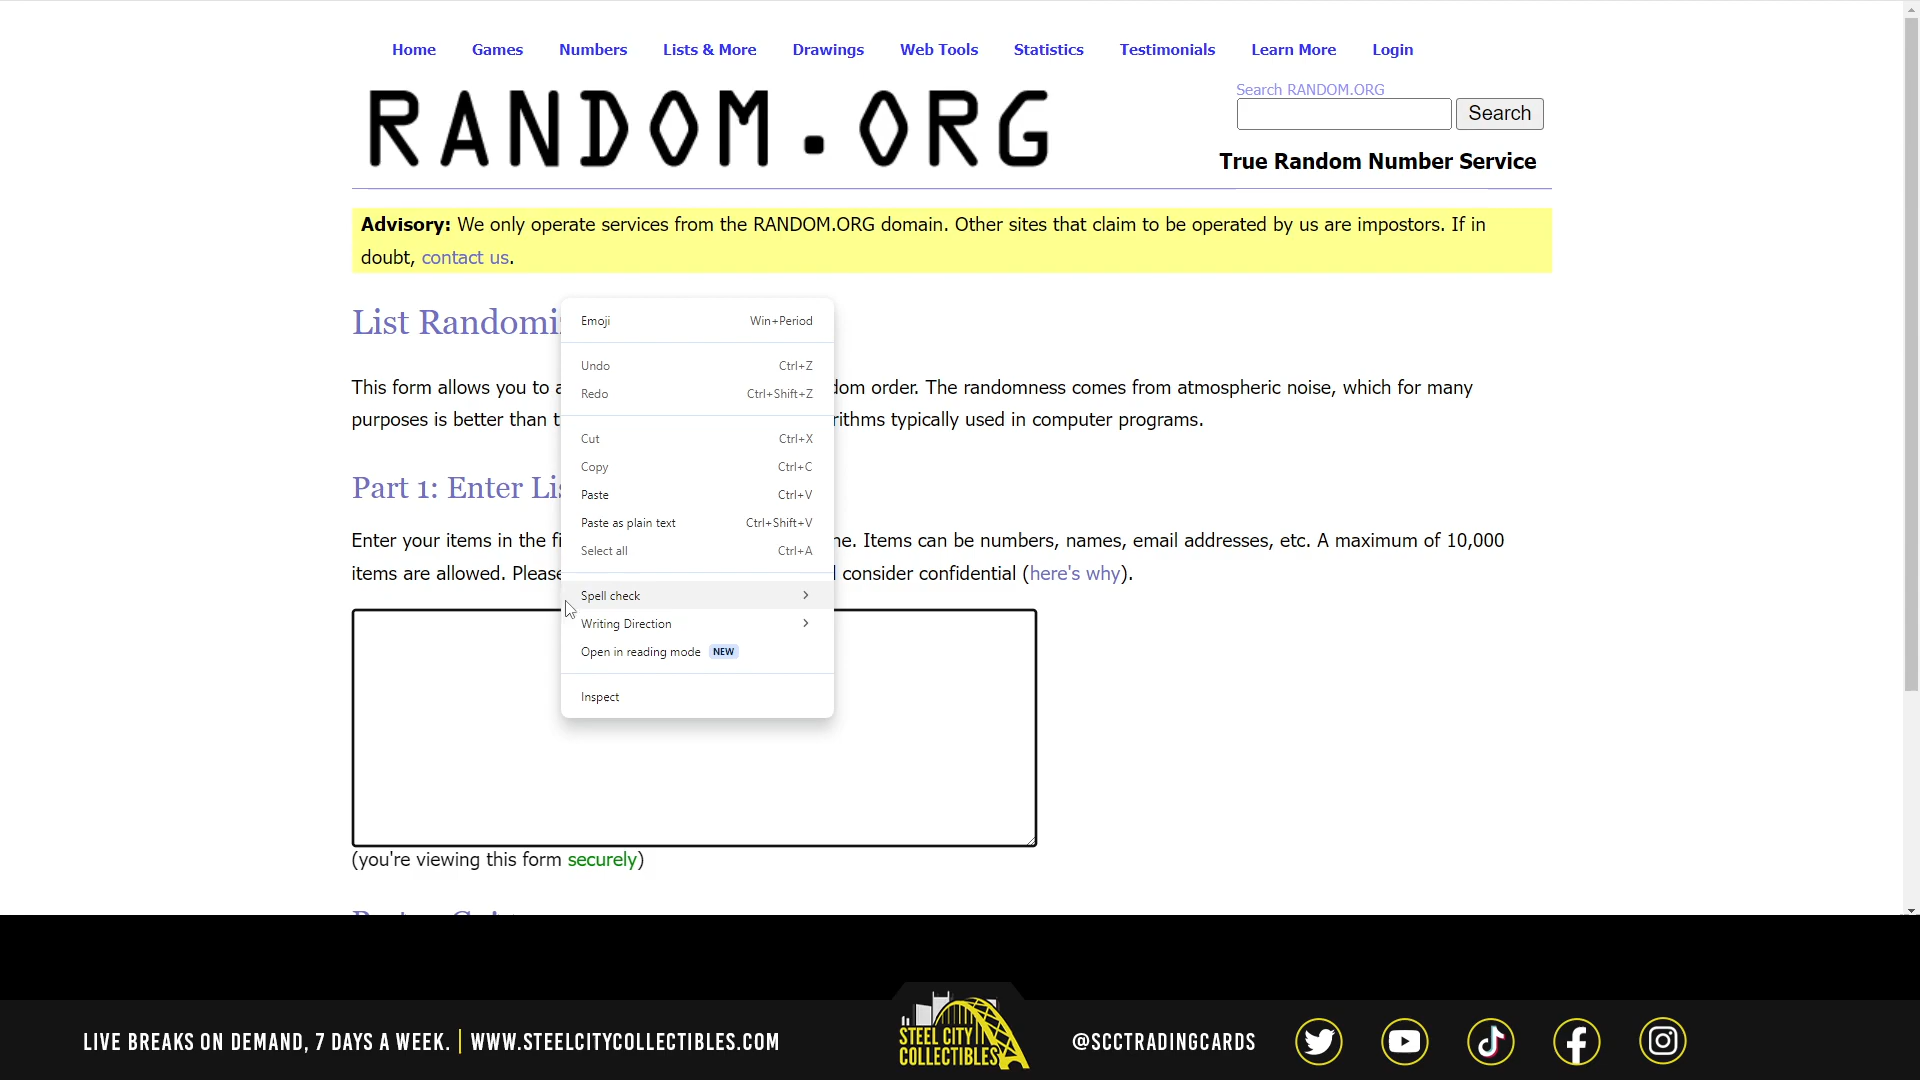 Home Games Numbers Lists & More Drawings Web Tools Statistics Testimonials Learn More Login
RANDOM.ORG
Search RANDOM.ORG
Search
True Random Number Service
Advisory: We only operate services from the RANDOM.ORG domain. Other sites that claim to be operated by us are impostors. If in
doubt, contact us.
List Randomi
This form allows you to a dom order. The randomness comes from atmospheric noise, which for many
purposes is better than t rithms typically used in computer programs.
Part 1: Enter Lis
Enter your items in the fi ne. Items can be numbers, names, email addresses, etc. A maximum of 10,000
items are allowed. Please consider confidential (here's why).
Emoji Win+Period
Undo Ctrl+Z
Redo Ctrl+Shift+Z
Cut Ctrl+X
Copy Ctrl+C
Paste Ctrl+V
Paste as plain text Ctrl+Shift+V
Select all Ctrl+A
Spell check
Writing Direction
Open in reading mode NEW
Inspect
(you're viewing this form securely)
LIVE BREAKS ON DEMAND, 7 DAYS A WEEK. | WWW.STEELCITYCOLLECTIBLES.COM
STEEL CITY
COLLECTIBLES
@SCCTRADINGCARDS